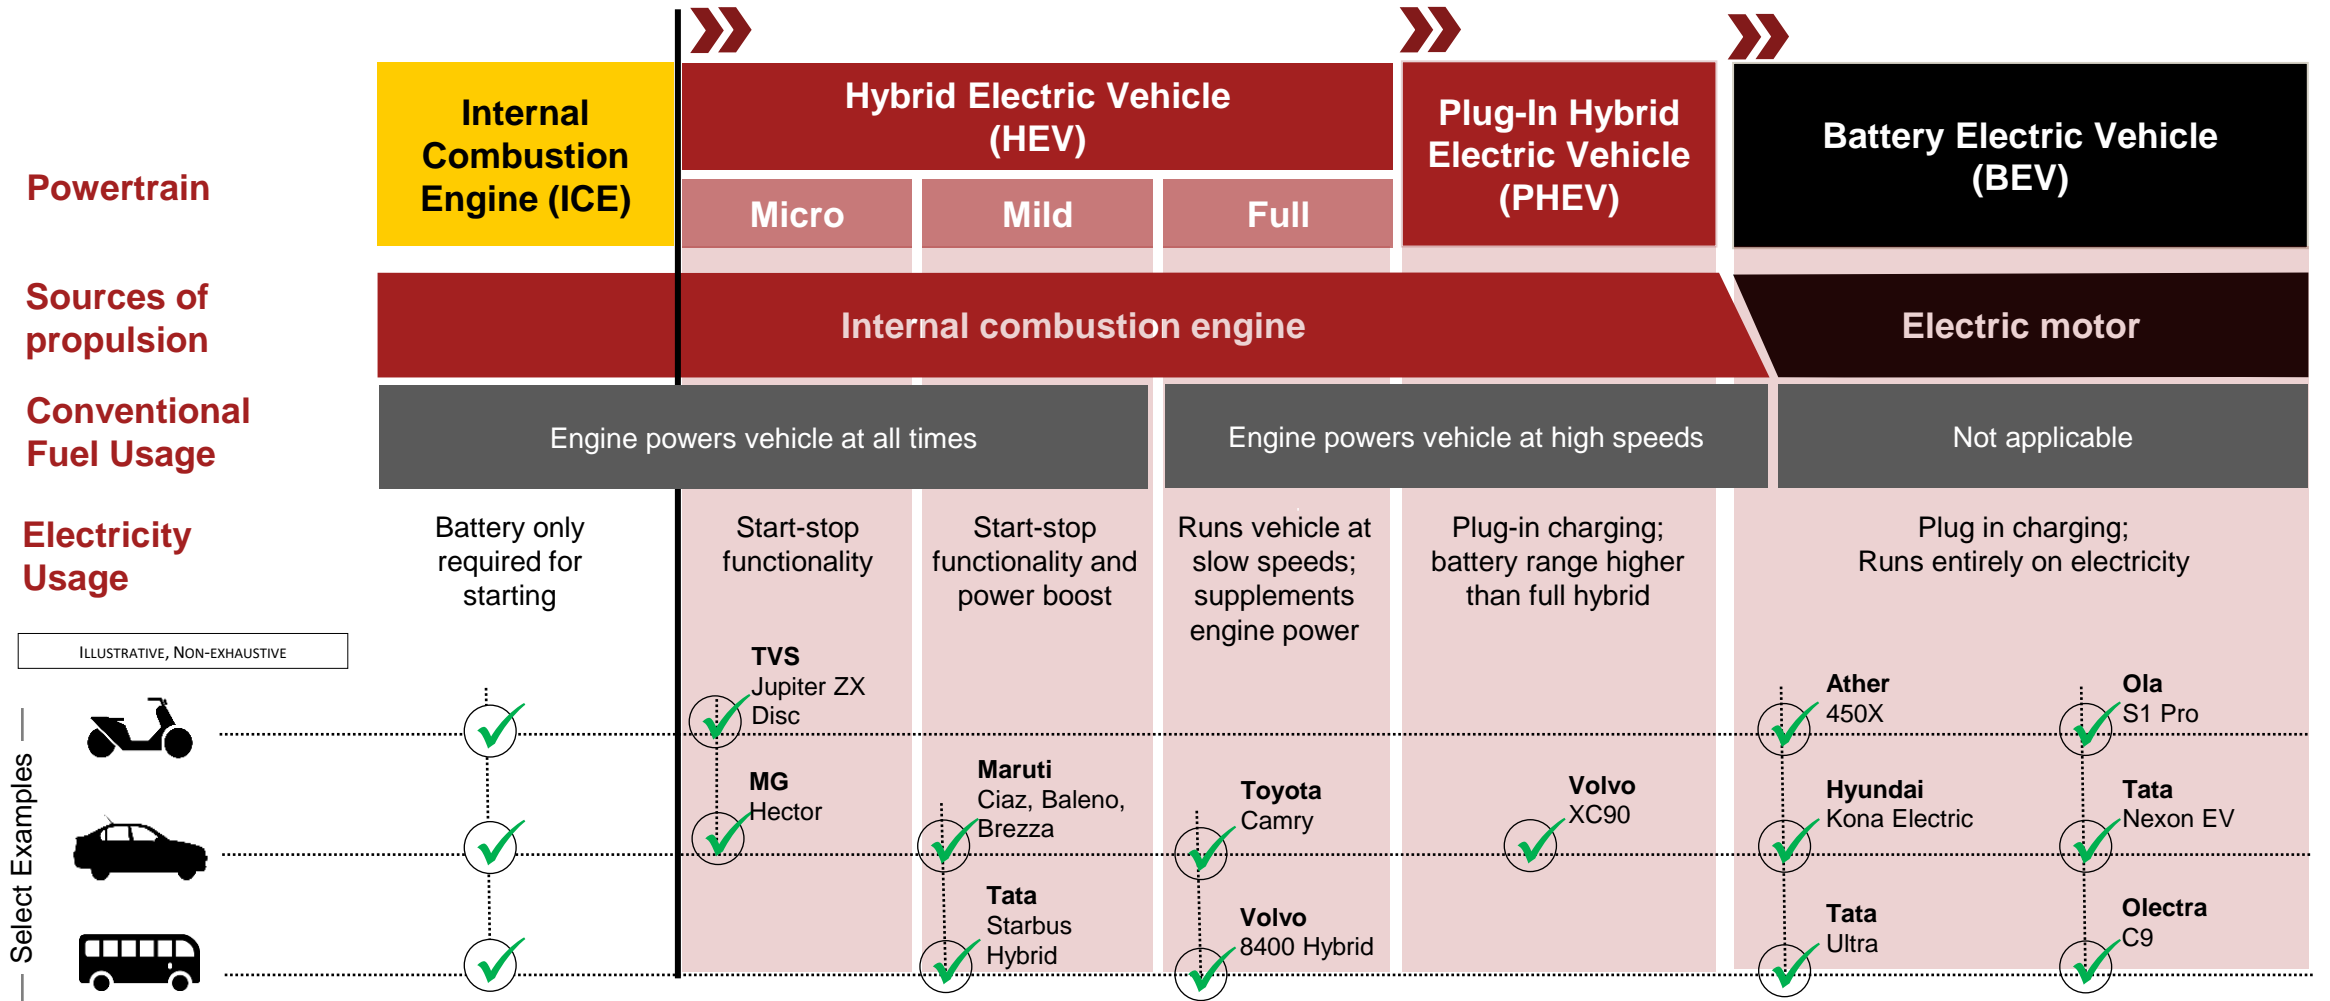 Powertrain
Internal
Combustion
Engine (ICE)
Hybrid Electric Vehicle
(HEV)
Micro
Mild
Full
Plug-In Hybrid
Electric Vehicle
(PHEV)
Battery Electric Vehicle
(BEV)
Sources of
propulsion
Internal combustion engine
Electric motor
Conventional
Fuel Usage
Engine powers vehicle at all times
Engine powers vehicle at high speeds
Not applicable
Electricity
Usage
Battery only
required for
starting
Start-stop
functionality
Start-stop
functionality and
power boost
Runs vehicle at
slow speeds;
supplements
engine power
Plug-in charging;
battery range higher
than full hybrid
Plug in charging;
Runs entirely on electricity
ILLUSTRATIVE, NON-EXHAUSTIVE
Select Examples
TVS
Jupiter ZX
Disc
Ather
450X
Ola
S1 Pro
MG
Hector
Maruti
Ciaz, Baleno,
Brezza
Toyota
Camry
Volvo
XC90
Hyundai
Kona Electric
Tata
Nexon EV
Tata
Starbus
Hybrid
Volvo
8400 Hybrid
Tata
Ultra
Olectra
C9